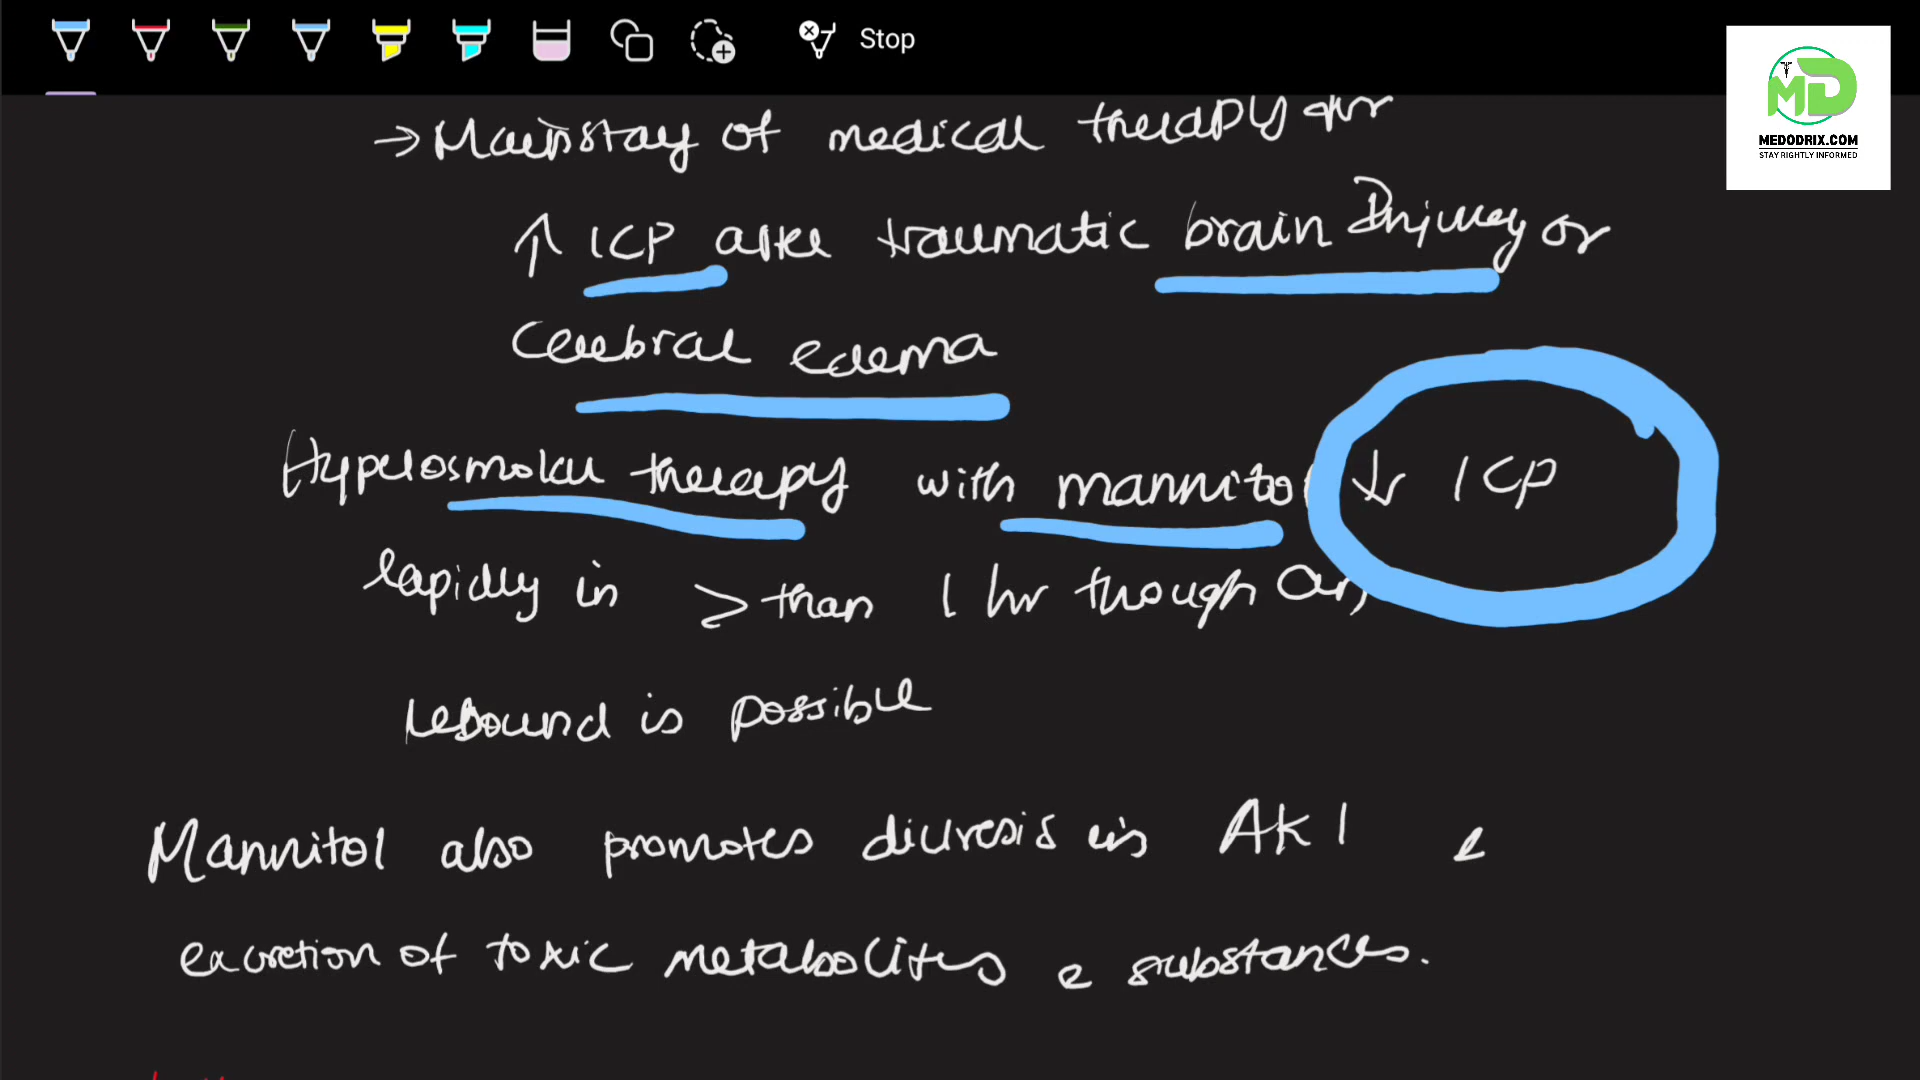 Stop
MD
MEDODRIX.COM
STAY RIGHTLY INFORMED
→ Mainstay of medical therapy for
↑ ICP after traumatic brain Injury or
Cerebral edema
Hyperosmolar therapy with mannitol ↓ ICP
rapidly in ≥ than 1 hr though a
rebound is possible
Mannitol also promotes diuresis in AKI &
excretion of toxic metabolites & substances.